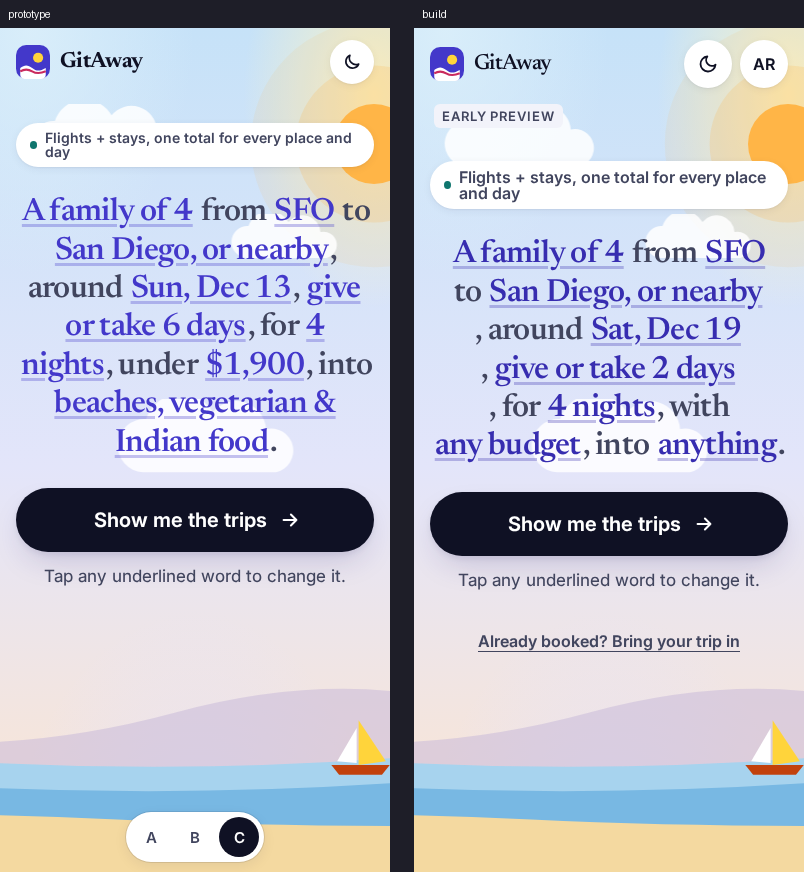 prototype
GitAway
Flights + stays, one total for every place and
day
A family of 4 from SFO to
San Diego, or nearby,
around Sun, Dec 13, give
or take 6 days, for 4
nights, under $1,900, into
beaches, vegetarian &
Indian food.
Show me the trips →
Tap any underlined word to change it.
A B C
build
GitAway
AR
EARLY PREVIEW
Flights + stays, one total for every place
and day
A family of 4 from SFO
to San Diego, or nearby
, around Sat, Dec 19
, give or take 2 days
, for 4 nights, with
any budget, into anything.
Show me the trips →
Tap any underlined word to change it.
Already booked? Bring your trip in